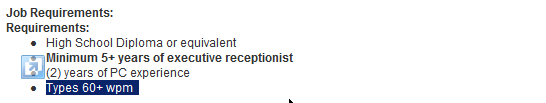 Job Requirements:
Requirements:
High School Diploma or equivalent
Minimum 5+ years of executive receptionist
(2) years of PC experience
Types 60+ wpm